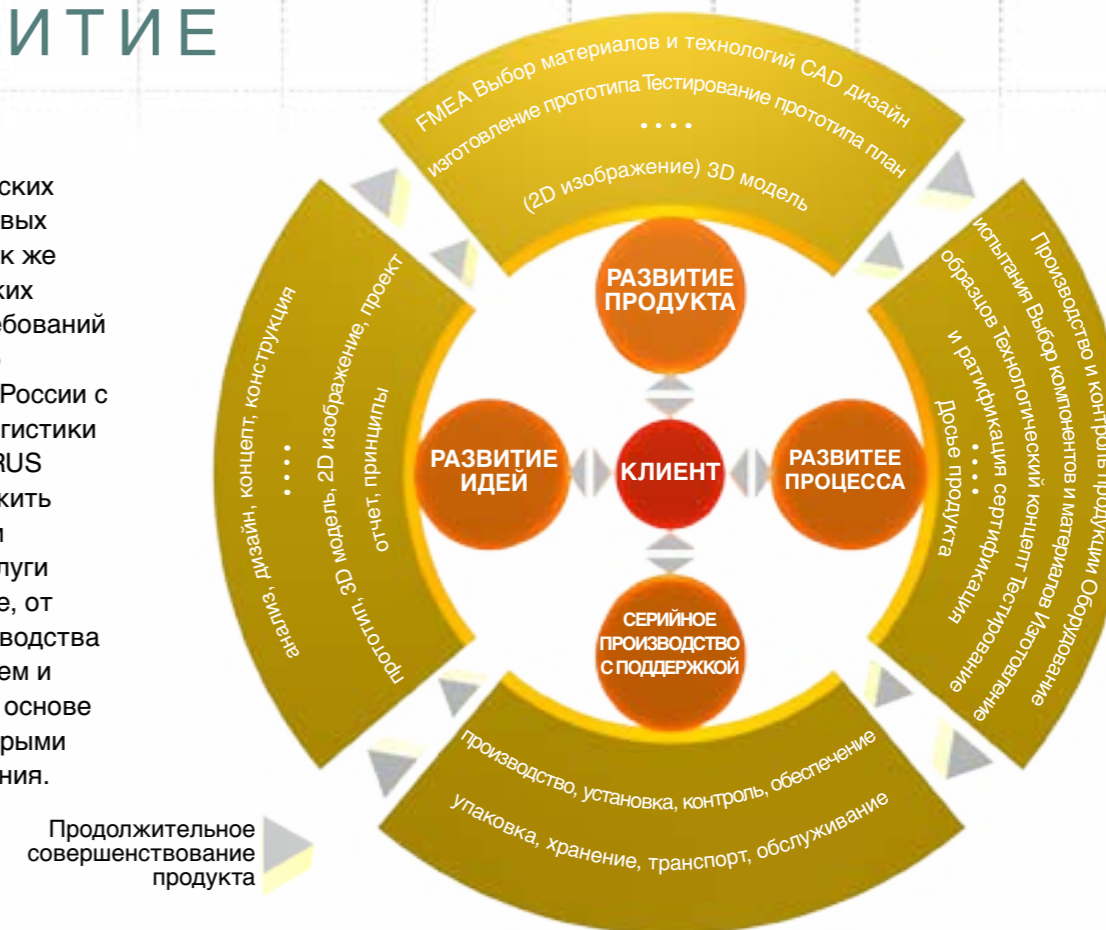 ИТИЕ
ских
вых
к же
ких
ебований
России с
гистики
RUS
жить
и
луги
е, от
водства
ем и
основе
рыми
ния.
FMEA Выбор материалов и технологий CAD дизайн
изготовление прототипа Тестирование прототипа план
....
(2D изображение) 3D модель
РАЗВИТИЕ
ПРОДУКТА
анализ, дизайн, концепт, конструкция
....
прототип, 3D модель, 2D изображение, проект
отчет, принципы
РАЗВИТИЕ
ИДЕЙ
КЛИЕНТ
РАЗВИТЕЕ
ПРОЦЕССА
Производство и контроль продукции Оборудование
испытания Выбор компонентов и материалов Изготовление
образцов Технологический концепт Тестирование
и ратификация сертификация
....
Досье продукта
СЕРИЙНОЕ
ПРОИЗВОДСТВО
С ПОДДЕРЖКОЙ
производство, установка, контроль, обеспечение
упаковка, хранение, транспорт, обслуживание
Продолжительное
совершенствование
продукта